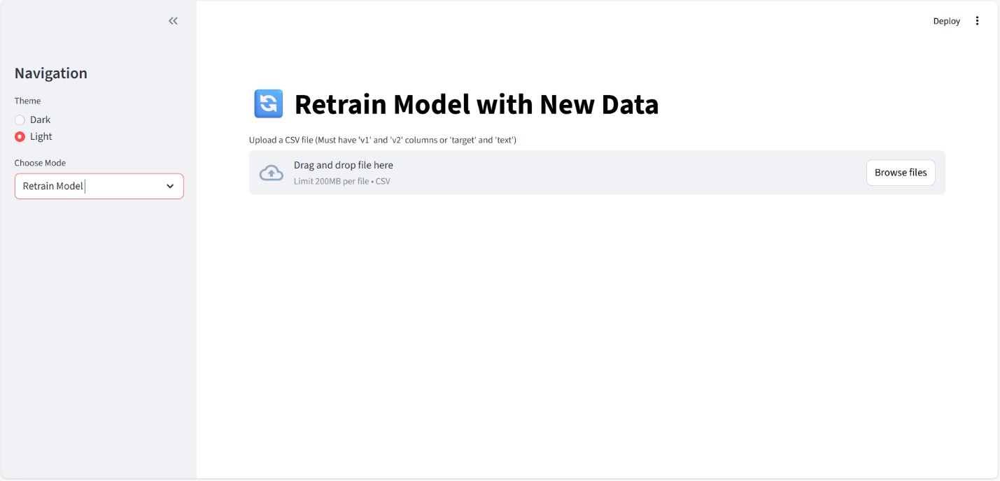 Deploy
Navigation
Theme
Dark
Light
Choose Mode
Retrain Model
Retrain Model with New Data
Upload a CSV file (Must have 'v1' and 'v2' columns or 'target' and 'text')
Drag and drop file here
Limit 200MB per file • CSV
Browse files